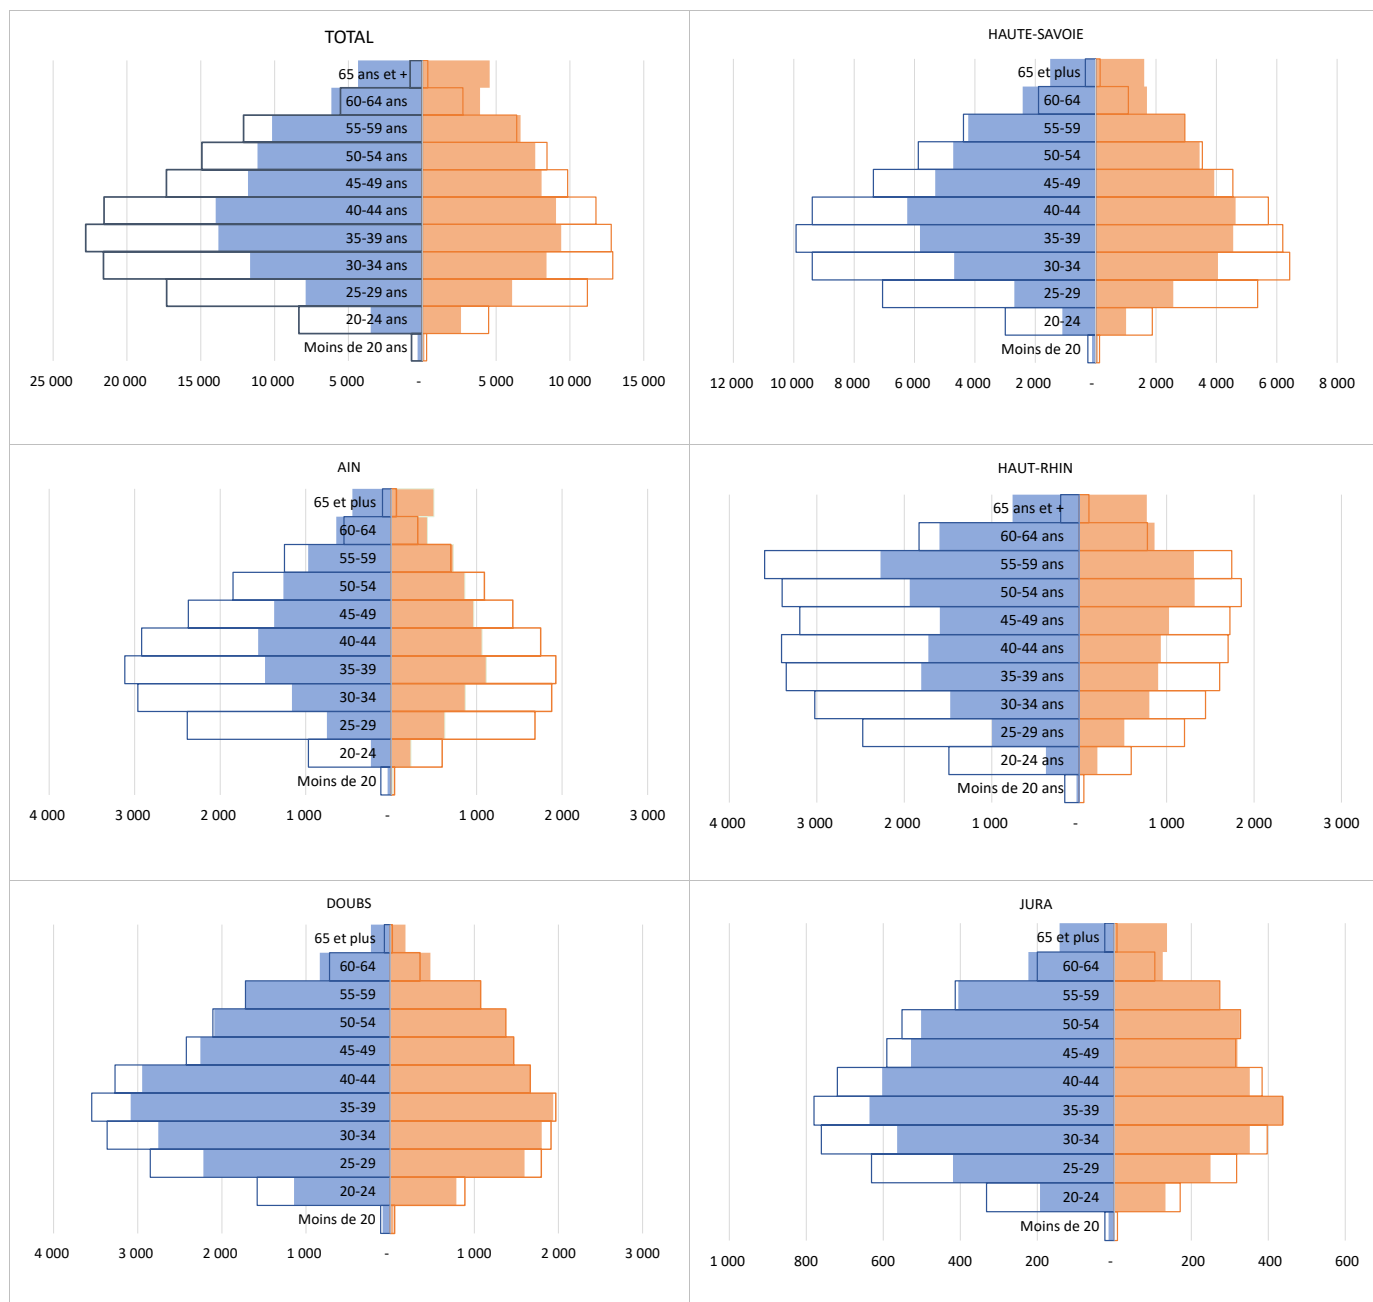 TOTAL
65 ans et +
60-64 ans
55-59 ans
50-54 ans
45-49 ans
40-44 ans
35-39 ans
30-34 ans
25-29 ans
20-24 ans
Moins de 20 ans
25 000 20 000 15 000 10 000 5 000 - 5 000 10 000 15 000
HAUTE-SAVOIE
65 et plus
60-64
55-59
50-54
45-49
40-44
35-39
30-34
25-29
20-24
Moins de 20
12 000 10 000 8 000 6 000 4 000 2 000 - 2 000 4 000 6 000 8 000
AIN
65 et plus
60-64
55-59
50-54
45-49
40-44
35-39
30-34
25-29
20-24
Moins de 20
4 000 3 000 2 000 1 000 - 1 000 2 000 3 000
HAUT-RHIN
65 ans et +
60-64 ans
55-59 ans
50-54 ans
45-49 ans
40-44 ans
35-39 ans
30-34 ans
25-29 ans
20-24 ans
Moins de 20 ans
4 000 3 000 2 000 1 000 - 1 000 2 000 3 000
DOUBS
65 et plus
60-64
55-59
50-54
45-49
40-44
35-39
30-34
25-29
20-24
Moins de 20
4 000 3 000 2 000 1 000 - 1 000 2 000 3 000
JURA
65 et plus
60-64
55-59
50-54
45-49
40-44
35-39
30-34
25-29
20-24
Moins de 20
1 000 800 600 400 200 - 200 400 600